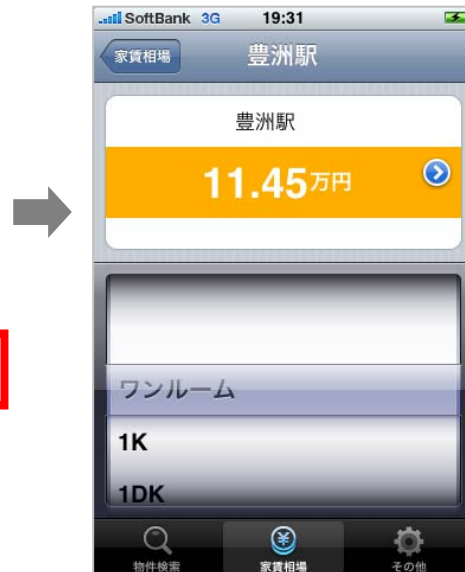 SoftBank 3G 19:31
家賃相場 豊洲駅
豊洲駅
11.45万円
ワンルーム
1K
1DK
物件検索 家賃相場 その他